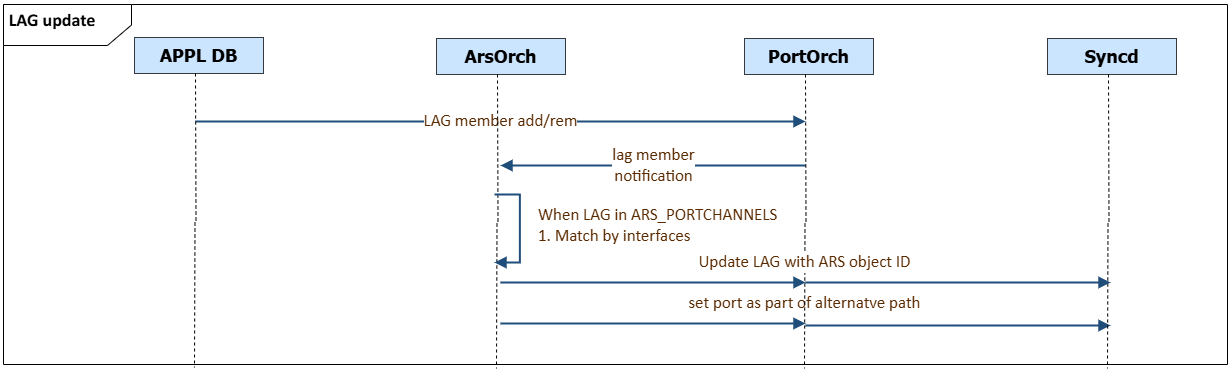 LAG update
APPL DB
ArsOrch
PortOrch
Syncd
LAG member add/rem
lag member
notification
When LAG in ARS_PORTCHANNELS
1. Match by interfaces
Update LAG with ARS object ID
set port as part of alternatve path